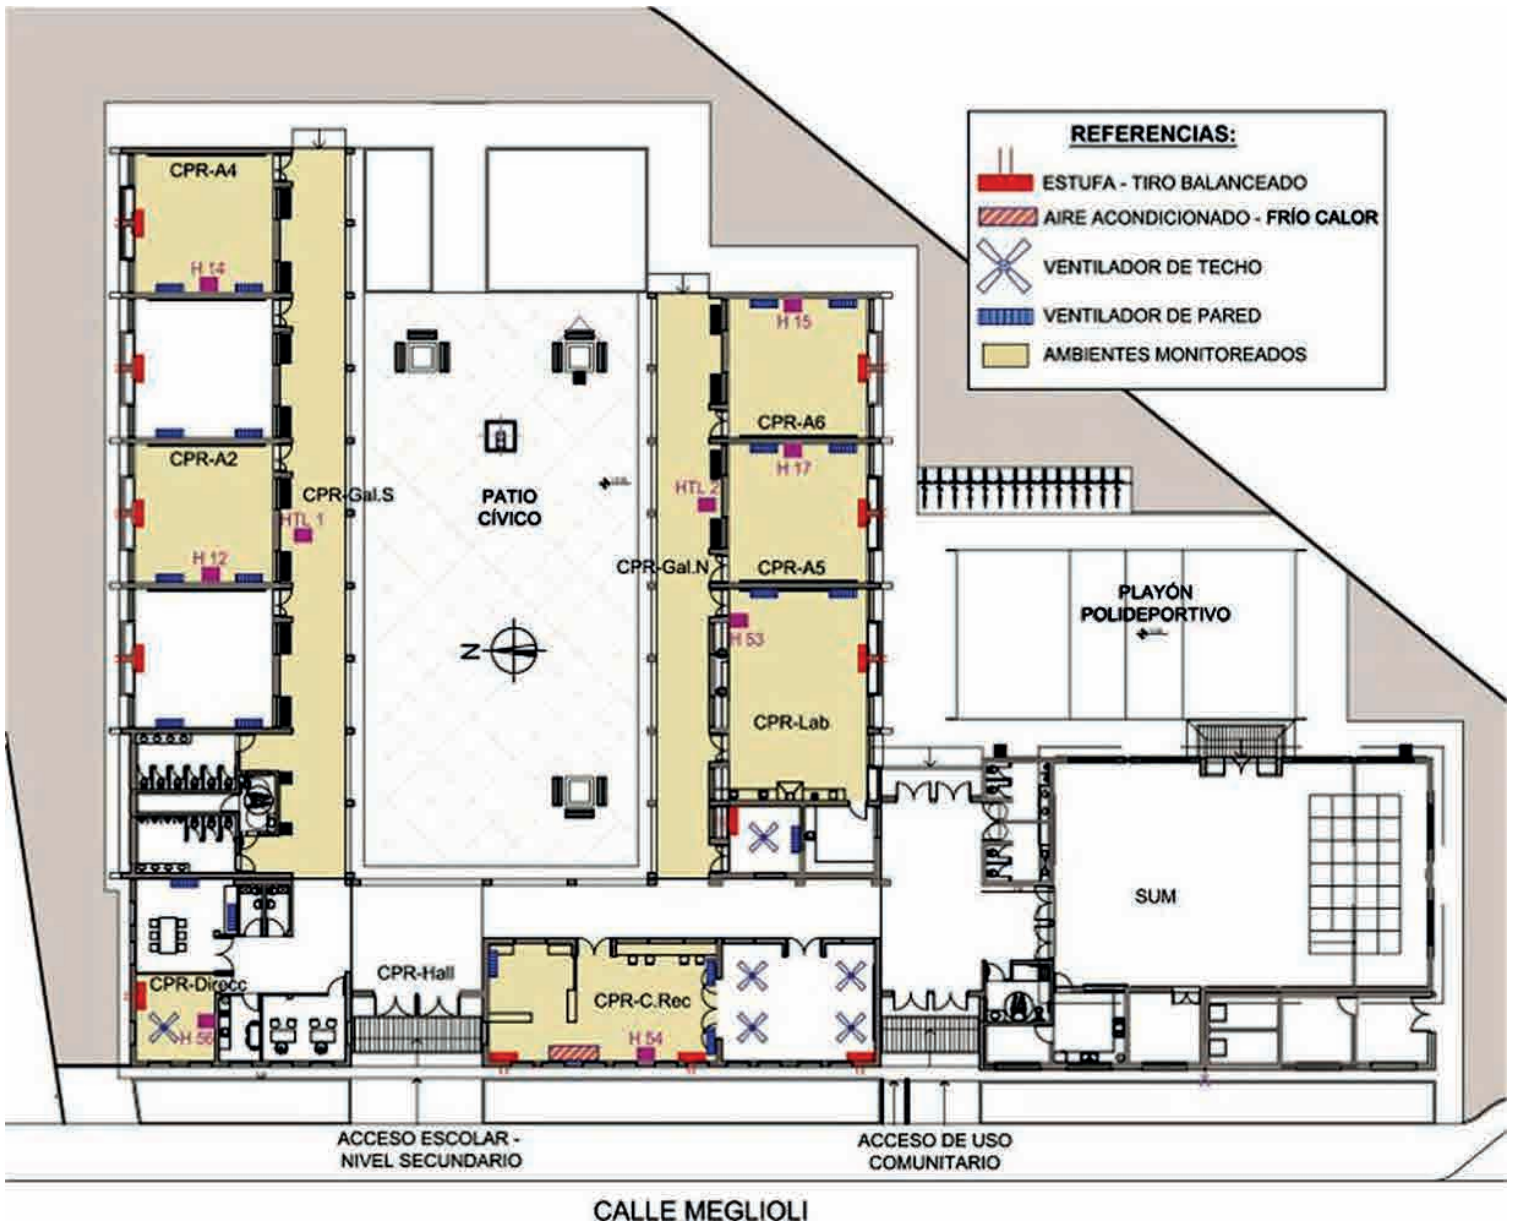 REFERENCIAS:
ESTUFA - TIRO BALANCEADO
AIRE ACONDICIONADO - FRÍO CALOR
VENTILADOR DE TECHO
VENTILADOR DE PARED
AMBIENTES MONITOREADOS
CPR-A4
H 14
H 15
CPR-A6
CPR-A2
H 17
CPR-Gal.S
HTL 1
PATIO
CÍVICO
HTL 2
H 12
CPR-Gal.N
CPR-A5
PLAYÓN
POLIDEPORTIVO
H 53
N
CPR-Lab
SUM
CPR-Direcc
CPR-Hall
CPR-C.Rec
H 56
H 54
ACCESO ESCOLAR -
NIVEL SECUNDARIO
ACCESO DE USO
COMUNITARIO
CALLE MEGLIOLI